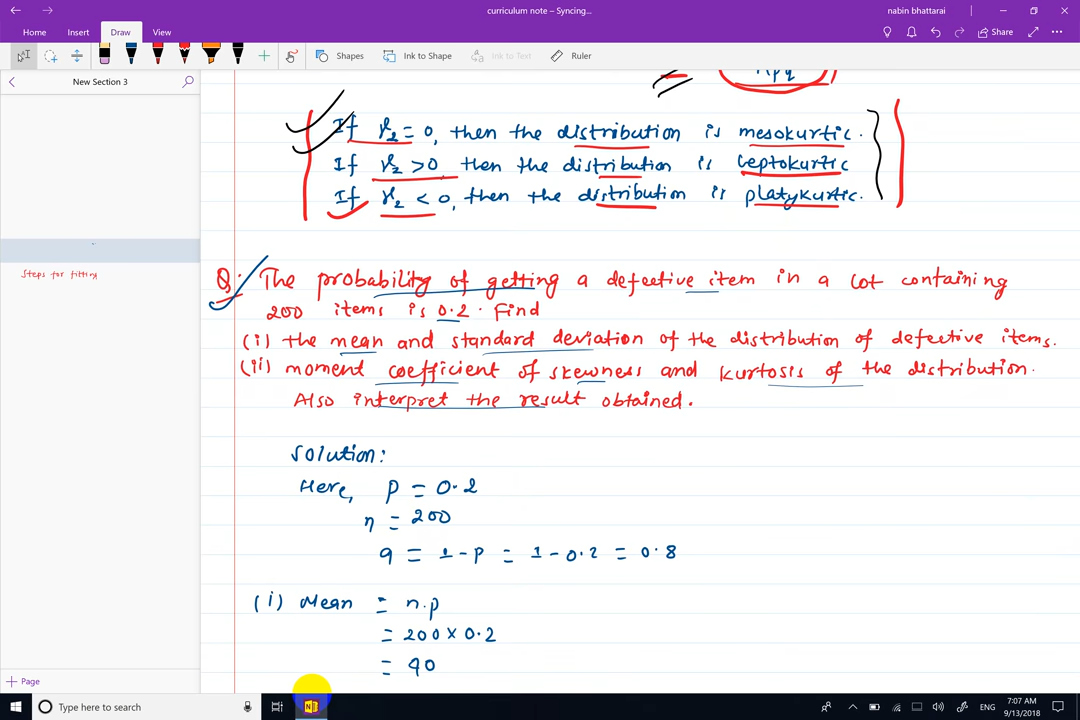 curriculum note - Syncing...
nabin bhattarai
Home Insert Draw View
Share
Shapes Ink to Shape Ink to Text Ruler
New Section 3
npq
If γ₂ = 0, then the distribution is mesokurtic.
If γ₂ > 0, then the distribution is Leptokurtic
If γ₂ < 0, then the distribution is platykurtic.
Steps for fitting
Q: The probability of getting a defective item in a Lot containing
200 items is 0.2. Find
(i) the mean and standard deviation of the distribution of defective items.
(ii) moment coefficient of skewness and kurtosis of the distribution.
Also interpret the result obtained.
Solution:
Here, p = 0.2
n = 200
q = 1 - p = 1 - 0.2 = 0.8
(i) Mean = n.p
= 200 × 0.2
= 40
+ Page
Type here to search
ENG
7:07 AM
9/13/2018